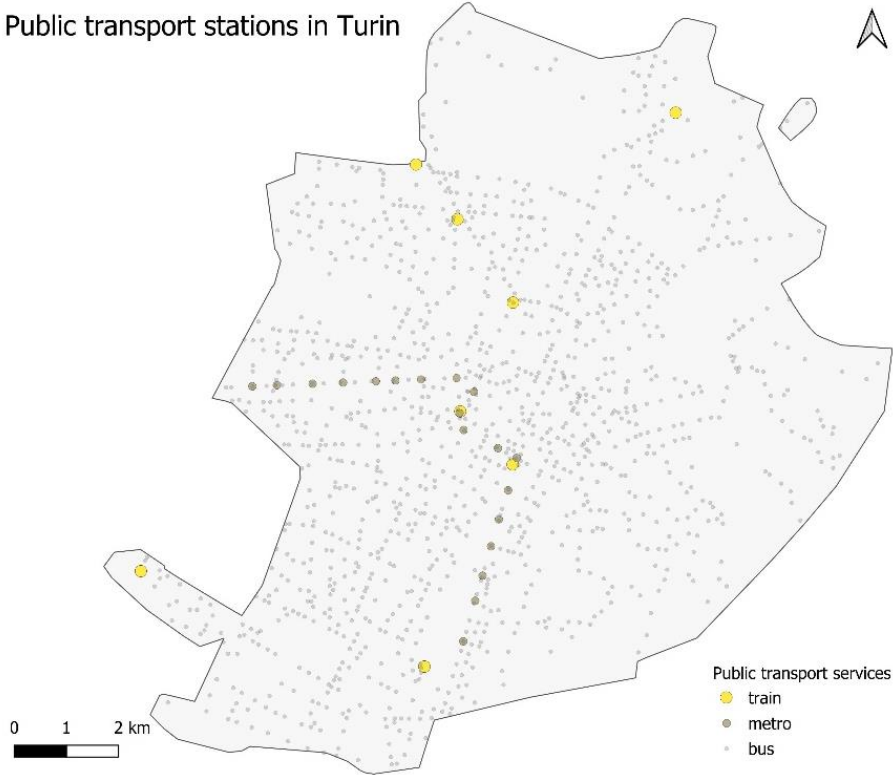 Public transport stations in Turin
Public transport services
train
metro
bus
0 1 2 km